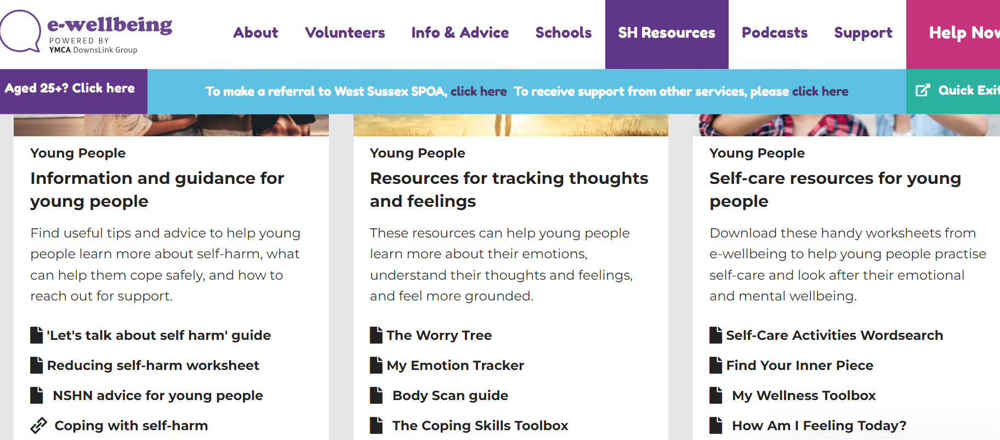 e-wellbeing
POWERED BY
YMCA DownsLink Group
About
Volunteers
Info & Advice
Schools
SH Resources
Podcasts
Support
Help
Aged 25+? Click here
To make a referral to West Sussex SPOA, click here To receive support from other services, please click here
Quick Exit
Young People
Information and guidance for
young people
Find useful tips and advice to help young
people learn more about self-harm, what
can help them cope safely, and how to
reach out for support.
'Let's talk about self harm' guide
Reducing self-harm worksheet
NSHN advice for young people
Coping with self-harm
Young People
Resources for tracking thoughts
and feelings
These resources can help young people
learn more about their emotions,
understand their thoughts and feelings,
and feel more grounded.
The Worry Tree
My Emotion Tracker
Body Scan guide
The Coping Skills Toolbox
Young People
Self-care resources for young
people
Download these handy worksheets from
e-wellbeing to help young people practise
self-care and look after their emotional
and mental wellbeing.
Self-Care Activities Wordsearch
Find Your Inner Piece
My Wellness Toolbox
How Am I Feeling Today?